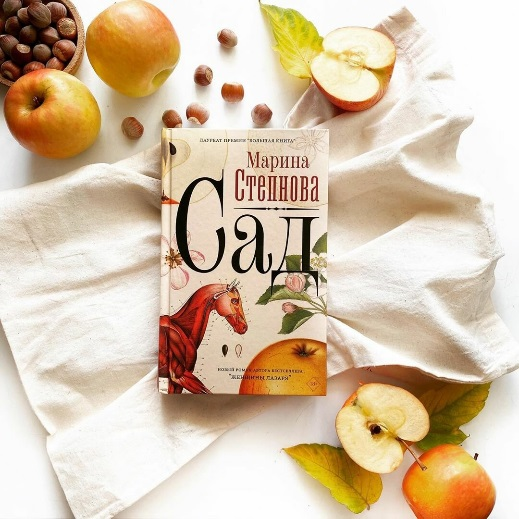 ЛАУРЕАТ ПРЕМИИ "БОЛЬШАЯ КНИГА"
Марина
Степнова
Сад
НОВЫЙ РОМАН АВТОРА БЕСТСЕЛЛЕРА
"ЖЕНЩИНЫ ЛАЗАРЯ"